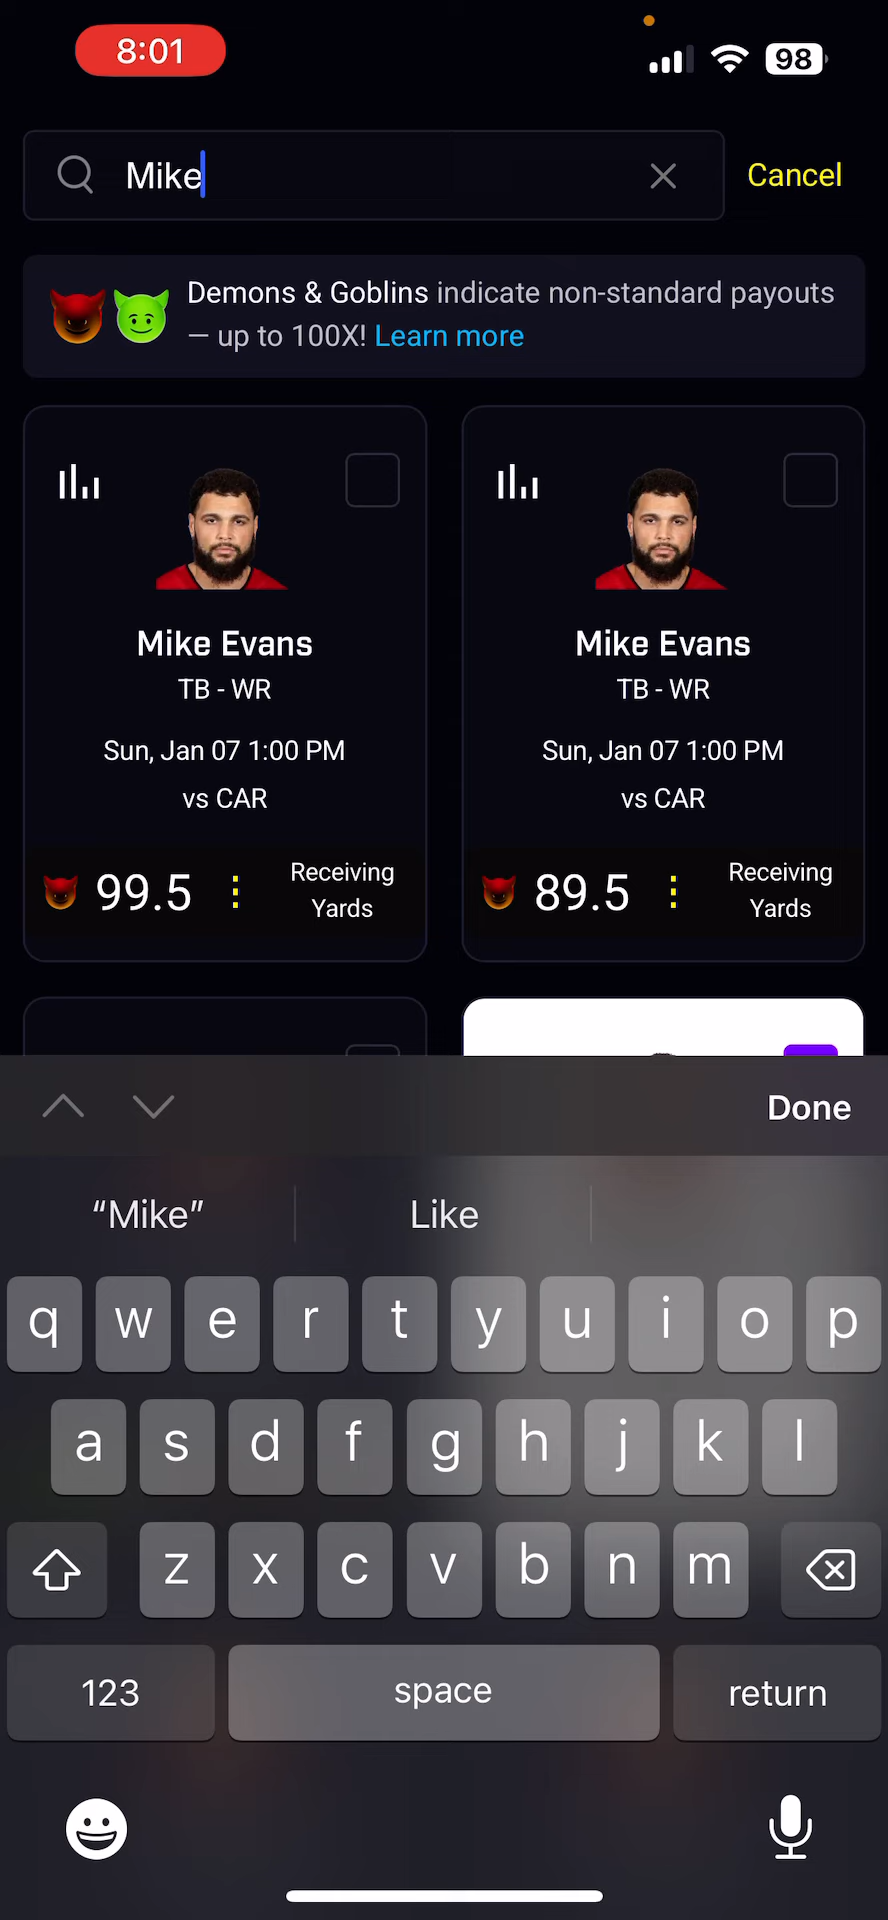 8:01
98
Mike
Cancel
Demons & Goblins indicate non-standard payouts
— up to 100X! Learn more
Mike Evans
TB - WR
Sun, Jan 07 1:00 PM
vs CAR
99.5
Receiving
Yards
Mike Evans
TB - WR
Sun, Jan 07 1:00 PM
vs CAR
89.5
Receiving
Yards
Done
“Mike”
Like
q w e r t y u i o p
a s d f g h j k l
z x c v b n m
123
space
return